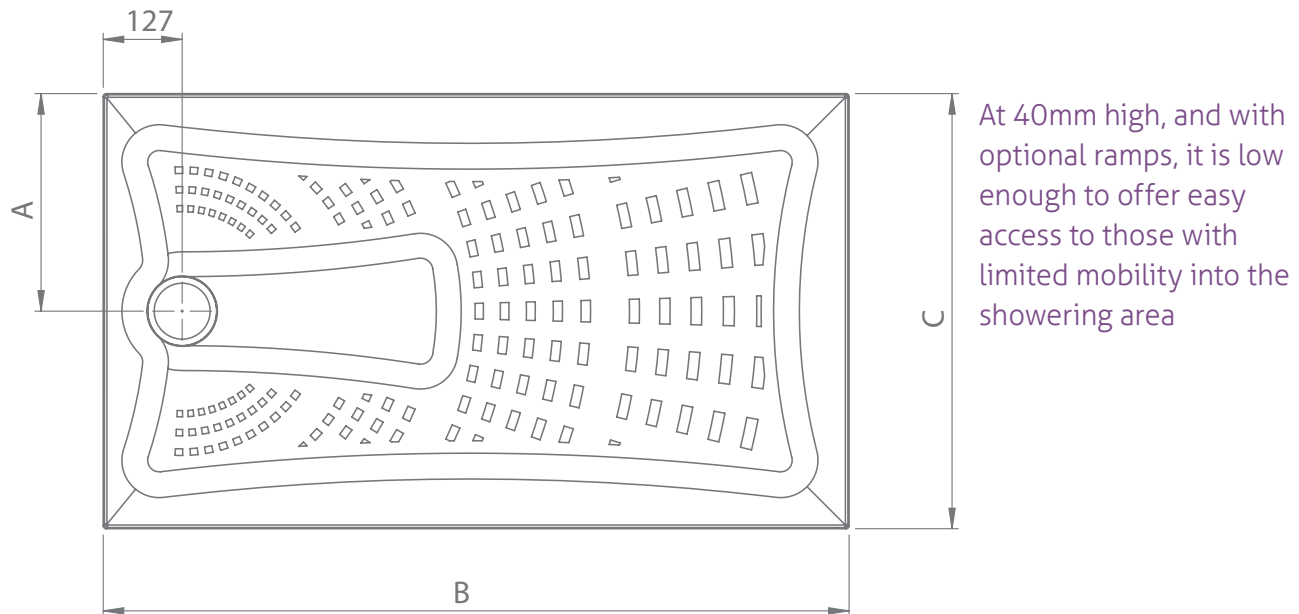 127
A
At 40mm high, and with
optional ramps, it is low
enough to offer easy
access to those with
limited mobility into the
showering area
C
B